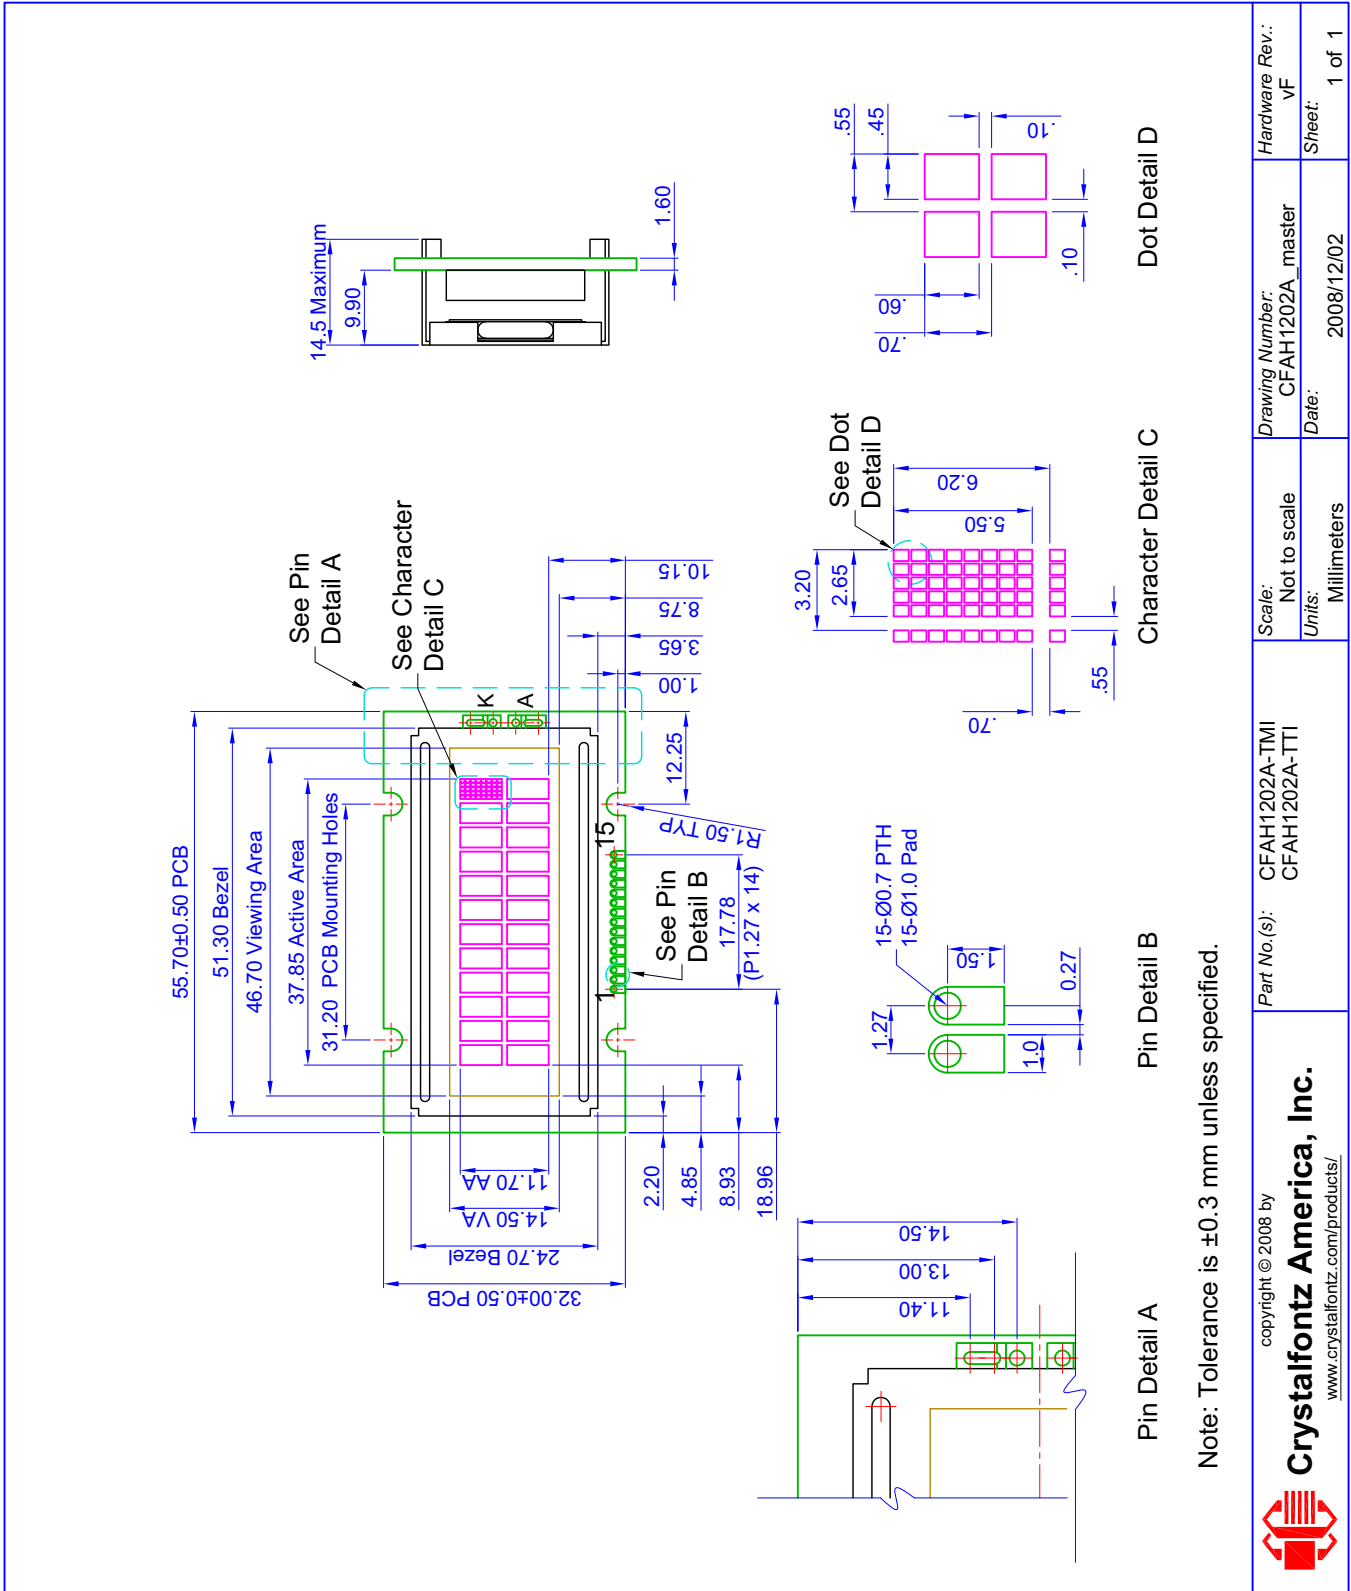 55.70±0.50 PCB
51.30 Bezel
46.70 Viewing Area
37.85 Active Area
31.20 PCB Mounting Holes
See Pin
Detail A
See Character
Detail C
K
A
1
15
See Pin
Detail B
17.78
(P1.27 x 14)
R1.50 TYP
12.25
1.00
3.65
8.75
10.15
2.20
4.85
8.93
18.96
11.70 AA
14.50 VA
24.70 Bezel
32.00±0.50 PCB
14.5 Maximum
9.90
1.60
11.40
13.00
14.50
Pin Detail A
15-Ø0.7 PTH
15-Ø1.0 Pad
1.27
1.50
1.0
0.27
Pin Detail B
See Dot
Detail D
3.20
2.65
5.50
6.20
.70
.55
Character Detail C
.55
.45
.10
.60
.70
.10
Dot Detail D
Note: Tolerance is ±0.3 mm unless specified.
copyright © 2008 by
Crystalfontz America, Inc.
www.crystalfontz.com/products/
Part No.(s):
CFAH1202A-TMI
CFAH1202A-TTI
Scale:
Not to scale
Units:
Millimeters
Drawing Number:
CFAH1202A_master
Date:
2008/12/02
Hardware Rev.:
vF
Sheet:
1 of 1